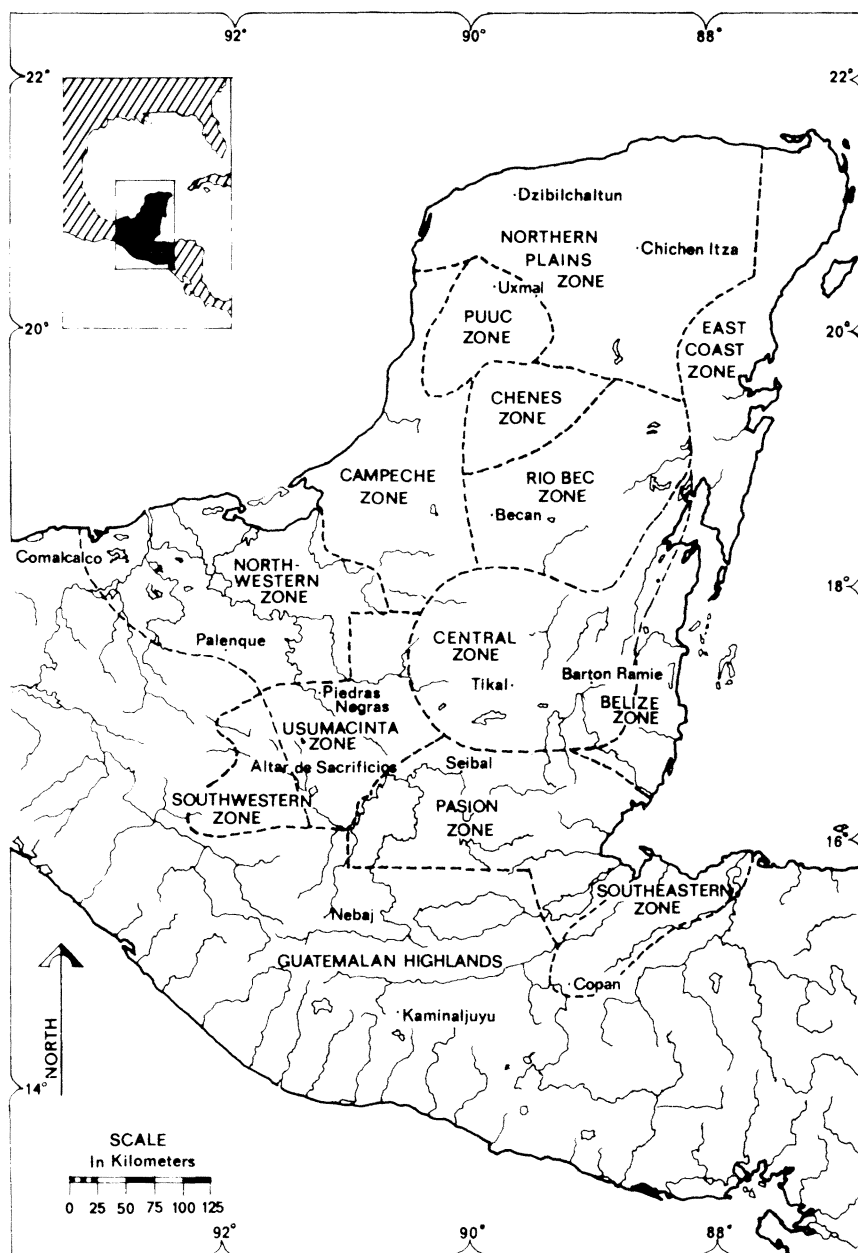 92°
90°
88°
22°
22°
Dzibilchaltun
NORTHERN
PLAINS
ZONE
Chichen Itza
Uxmal
PUUC
ZONE
20°
20°
EAST
COAST
ZONE
CHENES
ZONE
CAMPECHE
ZONE
RIO BEC
ZONE
Becan
Comalcalco
NORTH-
WESTERN
ZONE
18°
18°
Palenque
CENTRAL
ZONE
Tikal
Barton Ramie
BELIZE
ZONE
Piedras
Negras
USUMACINTA
ZONE
Altar de Sacrificios
Seibal
SOUTHWESTERN
ZONE
PASION
ZONE
16°
16°
SOUTHEASTERN
ZONE
Nebaj
GUATEMALAN HIGHLANDS
Copan
Kaminaljuyu
NORTH
14°
SCALE
In Kilometers
0 25 50 75 100 125
92°
90°
88°